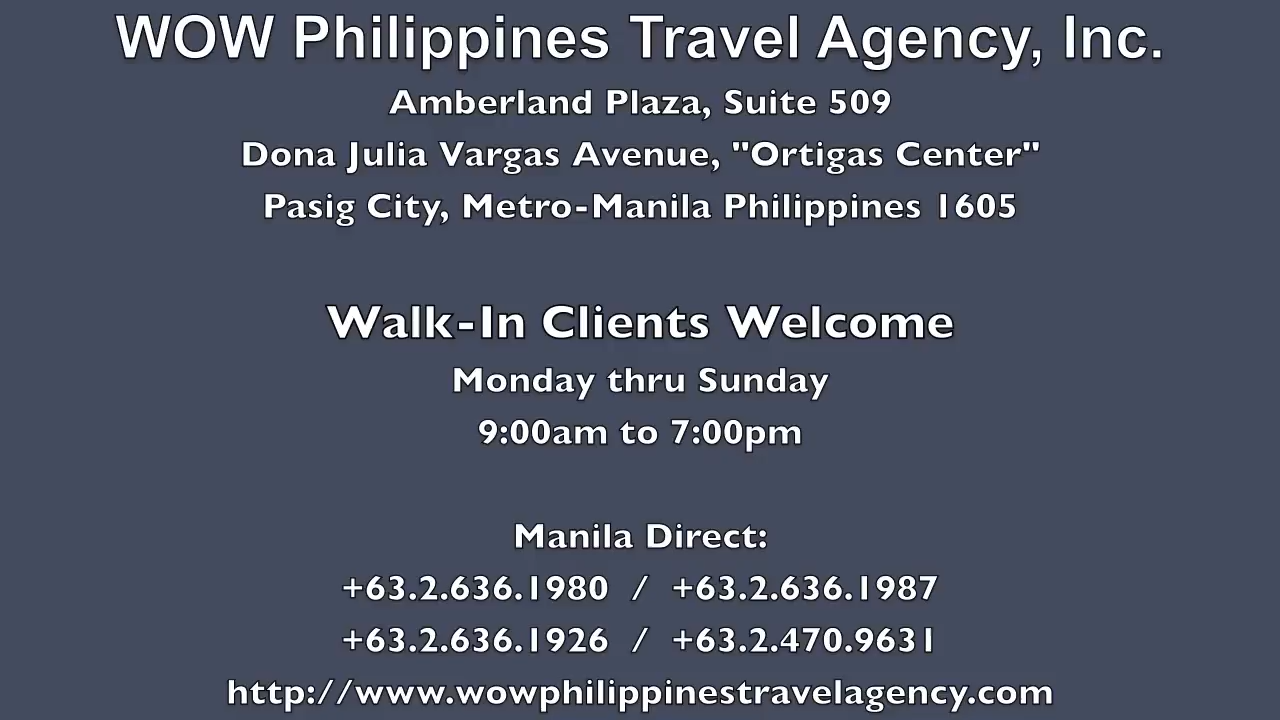 WOW Philippines Travel Agency, Inc.
Amberland Plaza, Suite 509
Dona Julia Vargas Avenue, "Ortigas Center"
Pasig City, Metro-Manila Philippines 1605
Walk-In Clients Welcome
Monday thru Sunday
9:00am to 7:00pm
Manila Direct:
+63.2.636.1980 / +63.2.636.1987
+63.2.636.1926 / +63.2.470.9631
http://www.wowphilippinestravelagency.com